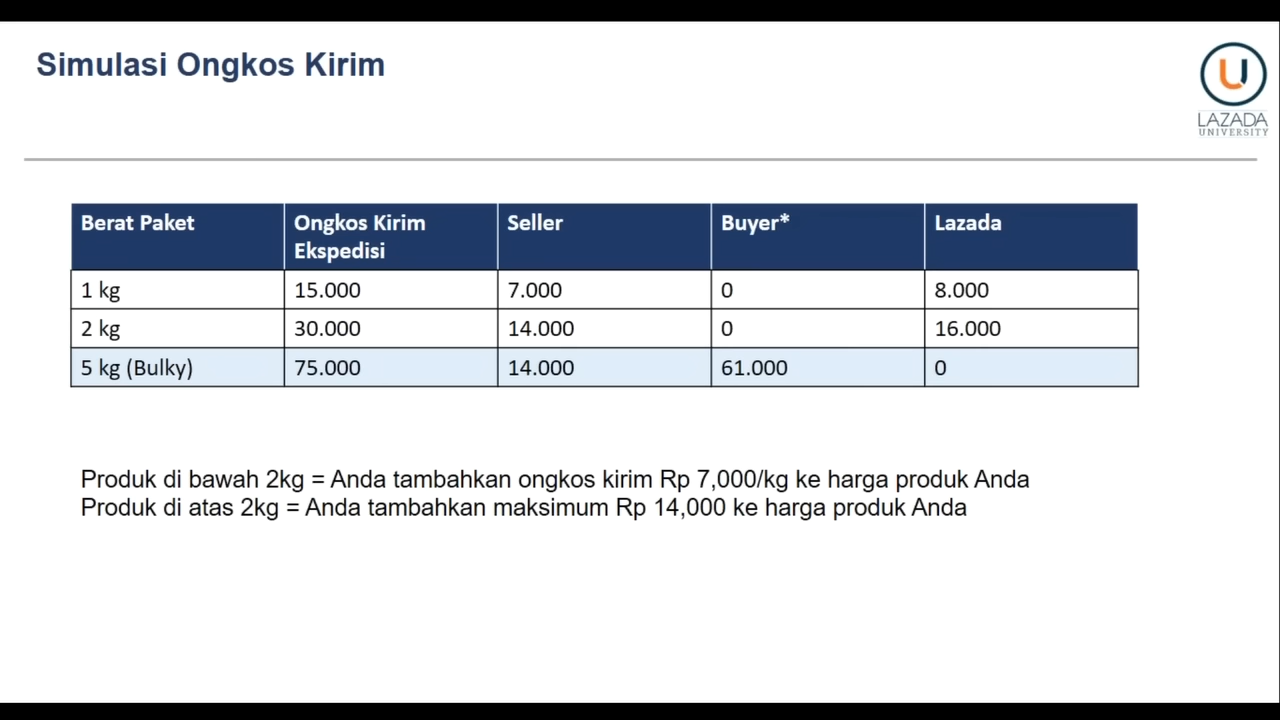 Simulasi Ongkos Kirim
LAZADA
UNIVERSITY
Berat Paket
Ongkos Kirim
Ekspedisi
Seller
Buyer*
Lazada
1 kg
15.000
7.000
0
8.000
2 kg
30.000
14.000
0
16.000
5 kg (Bulky)
75.000
14.000
61.000
0
Produk di bawah 2kg = Anda tambahkan ongkos kirim Rp 7,000/kg ke harga produk Anda
Produk di atas 2kg = Anda tambahkan maksimum Rp 14,000 ke harga produk Anda